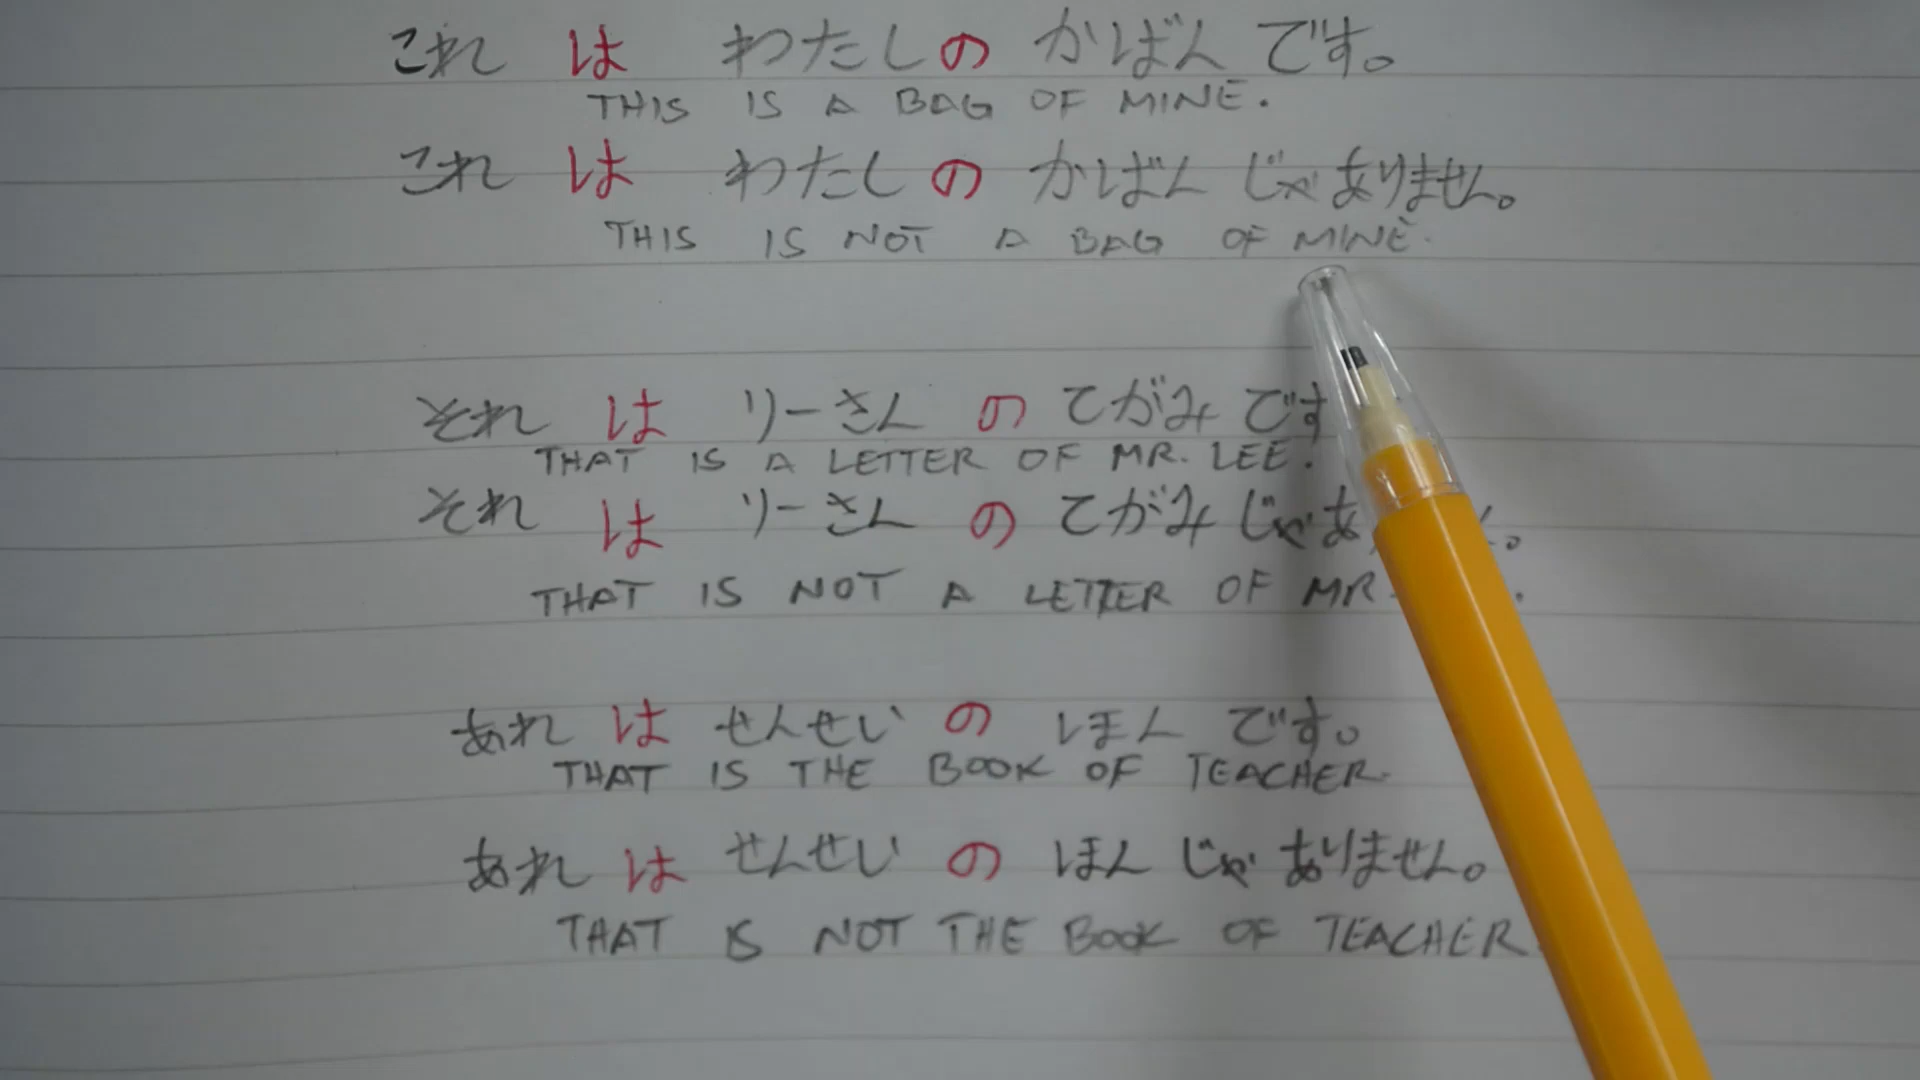 これ は わたしの かばん です。
THIS IS A BAG OF MINE.
これ は わたし の かばん じゃ ありません。
THIS IS NOT A BAG OF MINE.
それ は りーさん の てがみ です
THAT IS A LETTER OF MR. LEE.
それ は りーさん の てがみ じゃ あ 。
THAT IS NOT A LETTER OF MR .
あれ は せんせい の ほん です。
THAT IS THE BOOK OF TEACHER.
あれ は せんせい の ほん じゃ ありません。
THAT IS NOT THE BOOK OF TEACHER